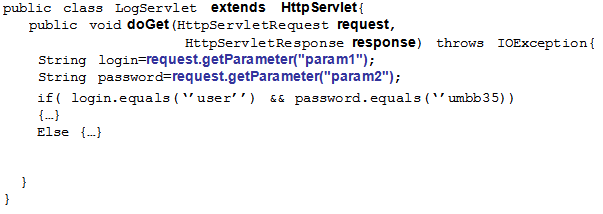 public class LogServlet extends HttpServlet{
public void doGet(HttpServletRequest request,
HttpServletResponse response) throws IOException{
String login=request.getParameter("param1");
String password=request.getParameter("param2");
if( login.equals(‘’user’’) && password.equals(‘’umbb35))
{…}
Else {…}
}
}